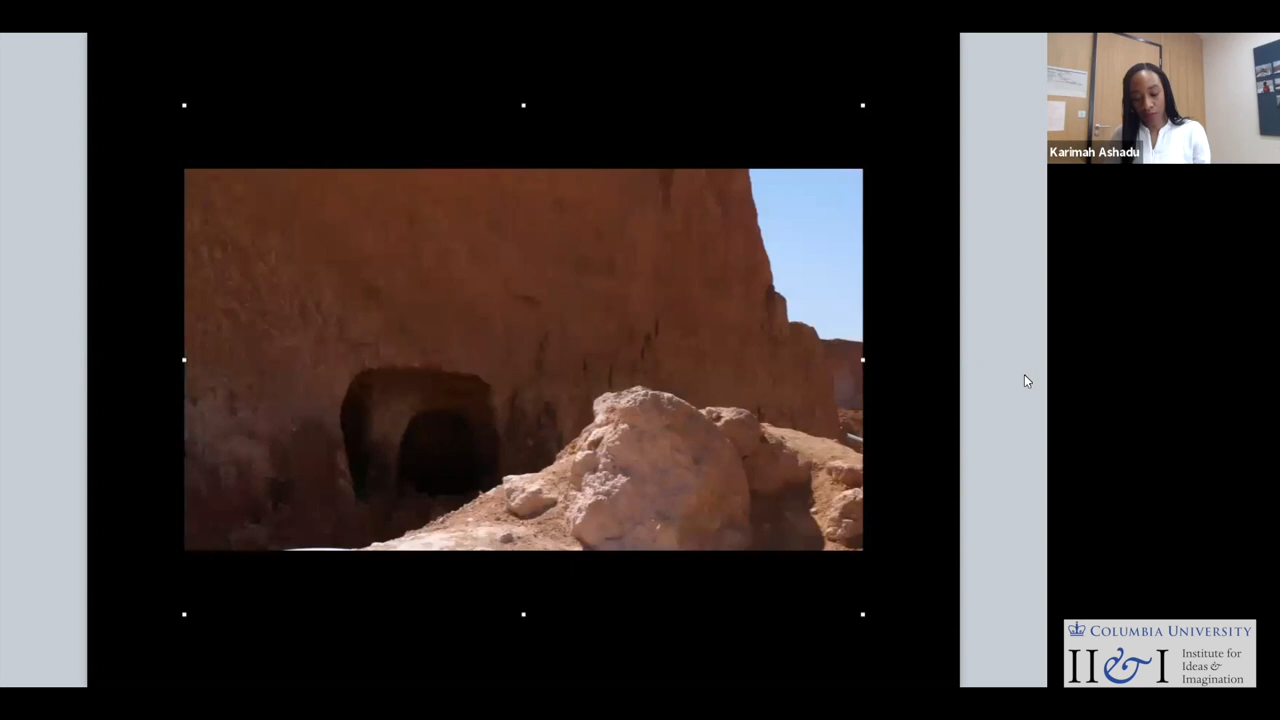 Karimah Ashadu
COLUMBIA UNIVERSITY
II&I
Institute for
Ideas &
Imagination